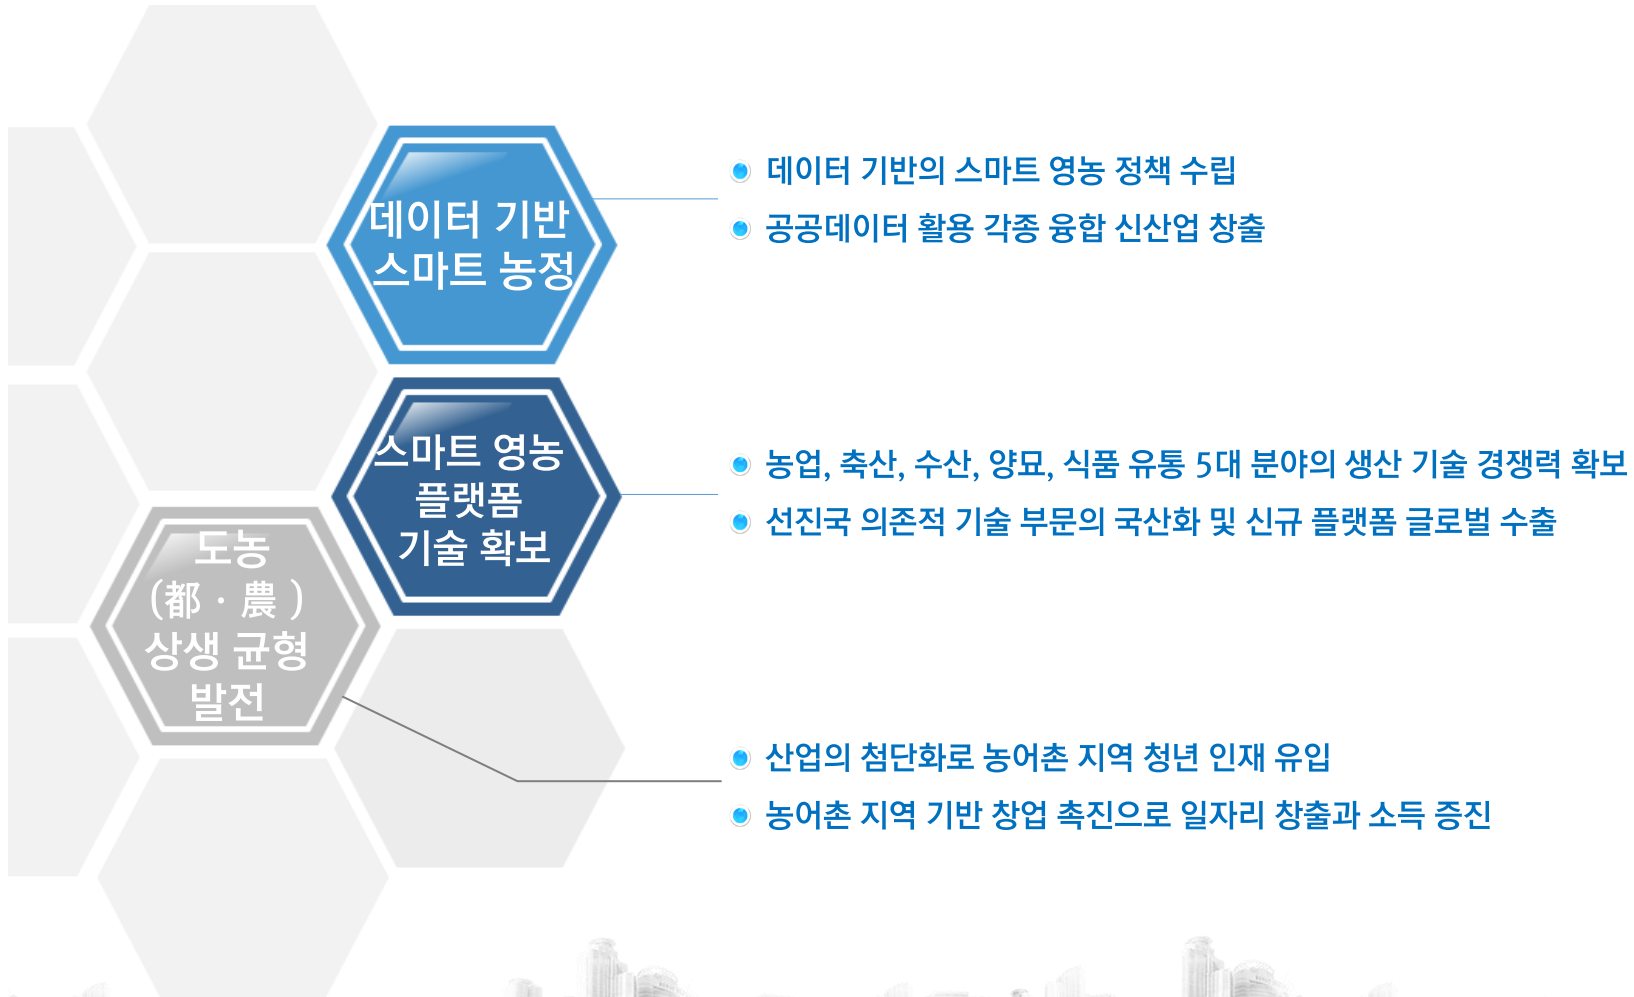 데이터 기반
스마트 농정
데이터 기반의 스마트 영농 정책 수립
공공데이터 활용 각종 융합 신산업 창출
스마트 영농
플랫폼
기술 확보
농업, 축산, 수산, 양묘, 식품 유통 5대 분야의 생산 기술 경쟁력 확보
선진국 의존적 기술 부문의 국산화 및 신규 플랫폼 글로벌 수출
도농
(都 · 農 )
상생 균형
발전
산업의 첨단화로 농어촌 지역 청년 인재 유입
농어촌 지역 기반 창업 촉진으로 일자리 창출과 소득 증진